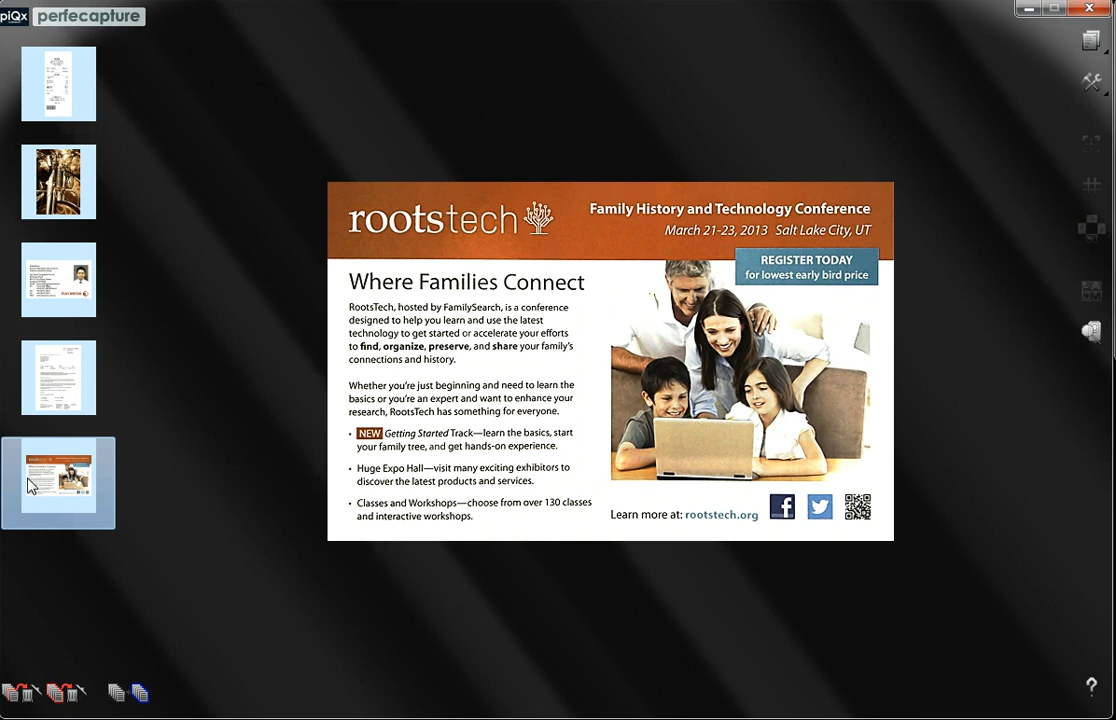 piQx perfecapture
rootstech
Family History and Technology Conference
March 21-23, 2013 Salt Lake City, UT
REGISTER TODAY
for lowest early bird price
Where Families Connect
RootsTech, hosted by FamilySearch, is a conference
designed to help you learn and use the latest
technology to get started or accelerate your efforts
to find, organize, preserve, and share your family's
connections and history.
Whether you're just beginning and need to learn the
basics or you're an expert and want to enhance your
research, RootsTech has something for everyone.
• NEW Getting Started Track—learn the basics, start
your family tree, and get hands-on experience.
• Huge Expo Hall—visit many exciting exhibitors to
discover the latest products and services.
• Classes and Workshops—choose from over 130 classes
and interactive workshops.
Learn more at: rootstech.org